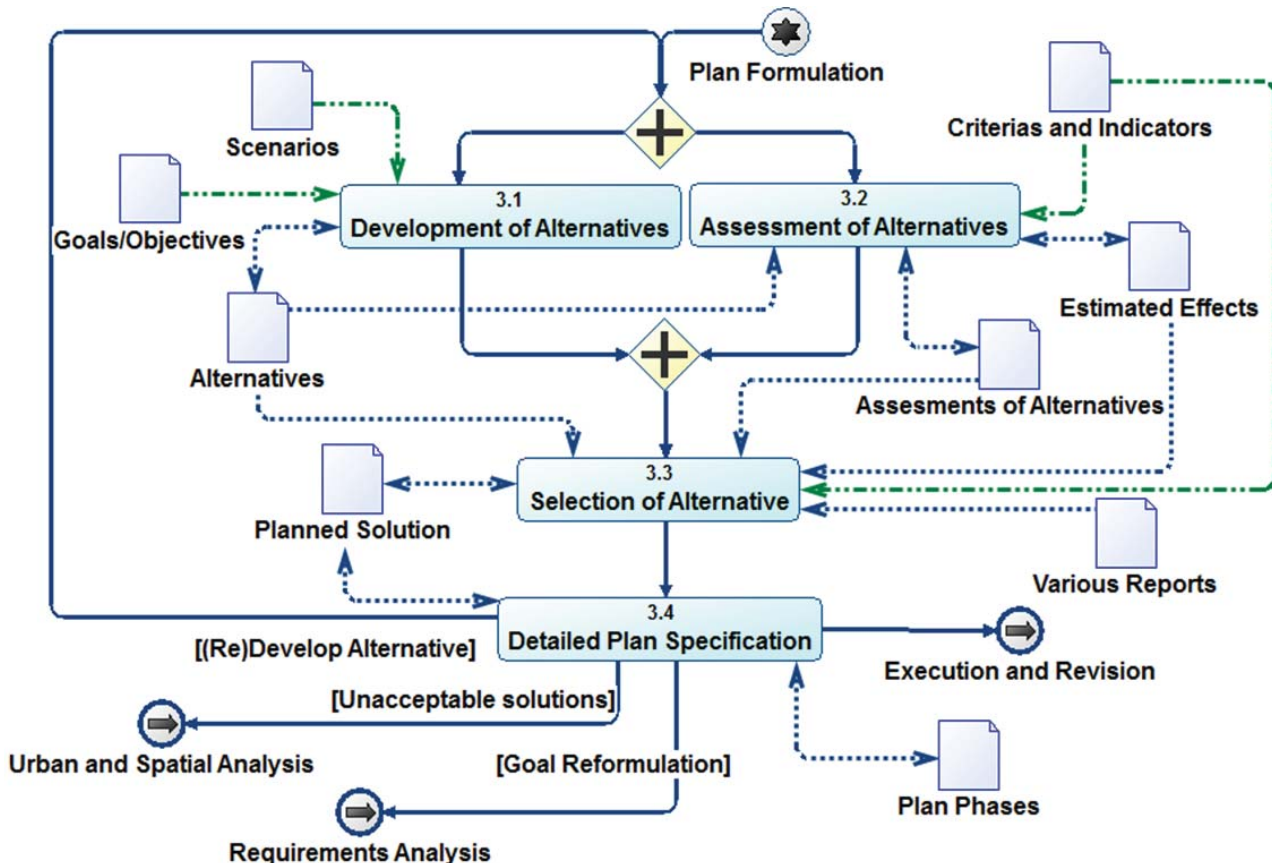 Plan Formulation
Scenarios
Criterias and Indicators
3.1
Development of Alternatives
3.2
Assessment of Alternatives
Goals/Objectives
Estimated Effects
Alternatives
Assesments of Alternatives
3.3
Selection of Alternative
Planned Solution
Various Reports
3.4
Detailed Plan Specification
[(Re)Develop Alternative]
Execution and Revision
[Unacceptable solutions]
Urban and Spatial Analysis
[Goal Reformulation]
Plan Phases
Requirements Analysis